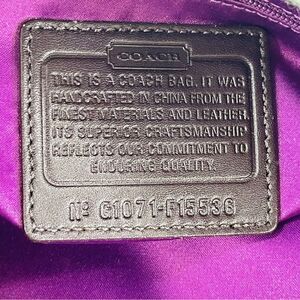 COACH
THIS IS A COACH BAG. IT WAS
HANDCRAFTED IN CHINA FROM THE
FINEST MATERIALS AND LEATHER.
ITS SUPERIOR CRAFTSMANSHIP
REFLECTS OUR COMMITMENT TO
ENDURING QUALITY.
Nº G1071-F15536